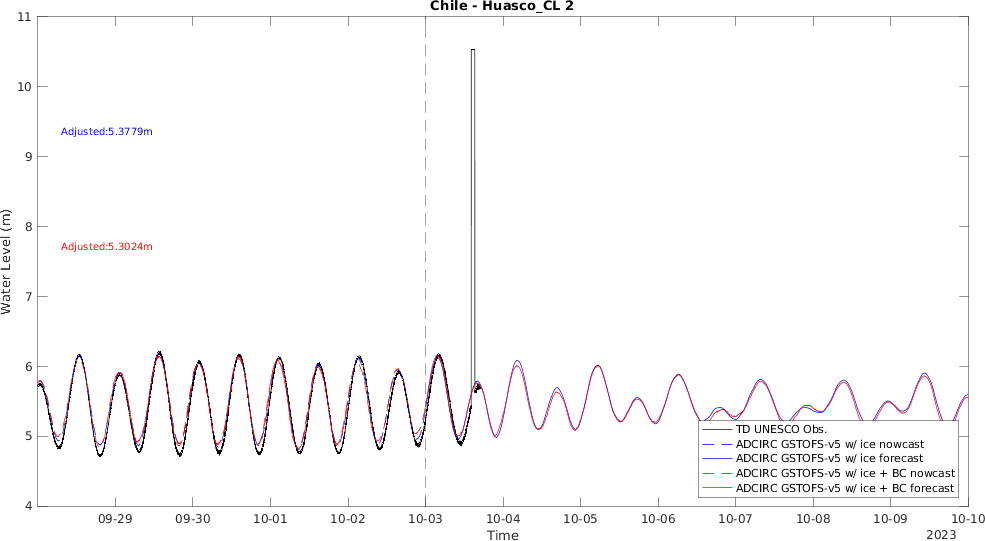 Chile - Huasco_CL 2
11
10
9
8
7
6
5
4
Water Level (m)
Adjusted:5.3779m
Adjusted:5.3024m
TD UNESCO Obs.
ADCIRC GSTOFS-v5 w/ ice nowcast
ADCIRC GSTOFS-v5 w/ ice forecast
ADCIRC GSTOFS-v5 w/ ice + BC nowcast
ADCIRC GSTOFS-v5 w/ ice + BC forecast
09-29 09-30 10-01 10-02 10-03 10-04 10-05 10-06 10-07 10-08 10-09 10-10
Time
2023